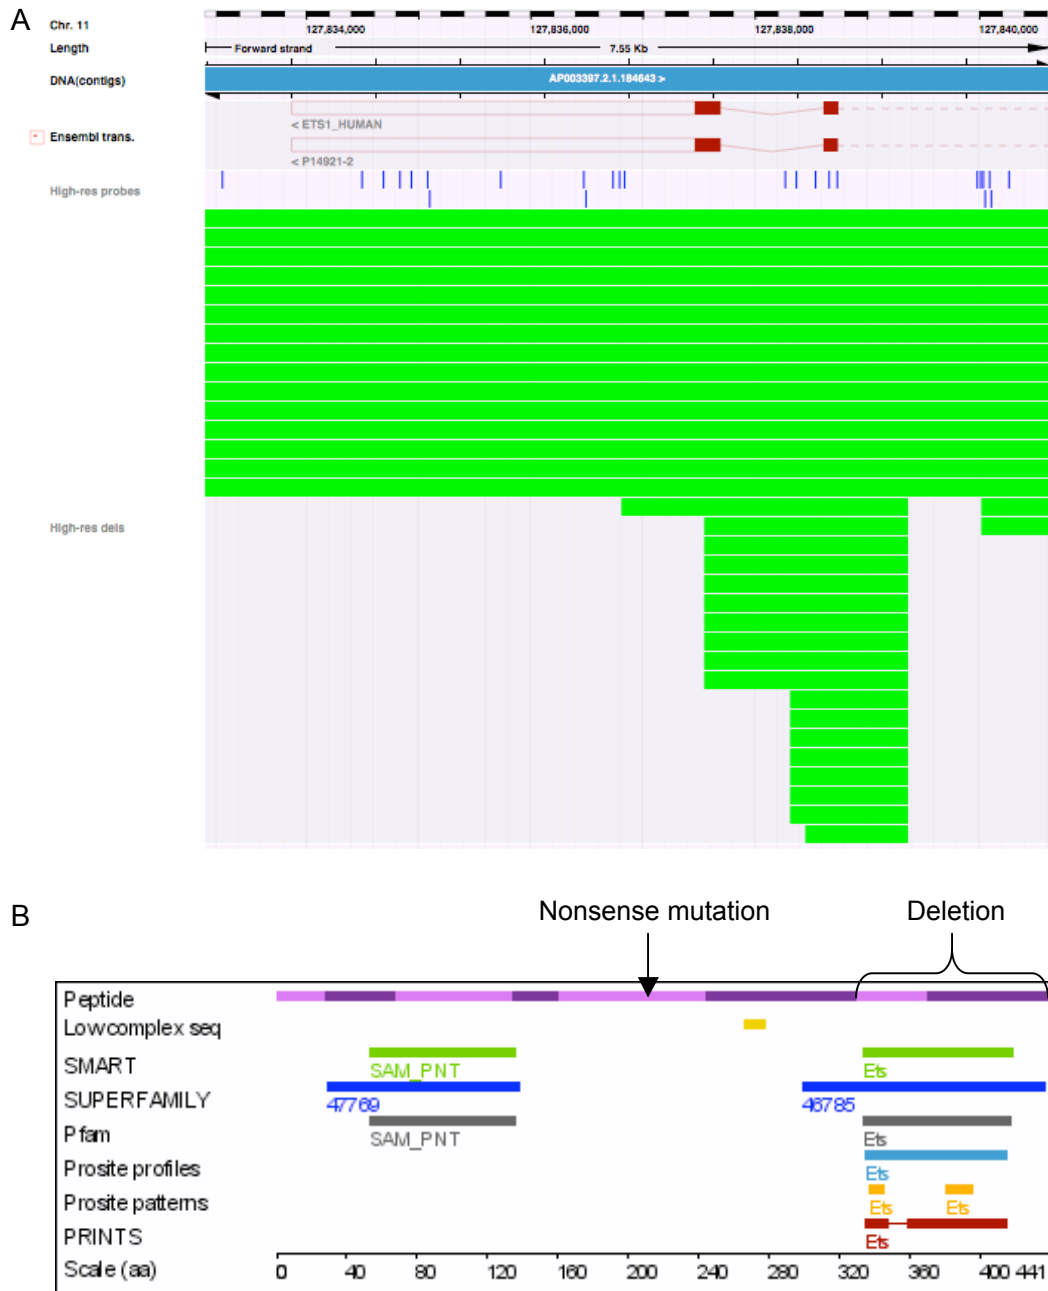 A
Chr. 11
127,834,000 127,836,000 127,838,000 127,840,000
Length
Forward strand 7.55 Kb
DNA(contigs)
AP003397.2.1.184643 >
< ETS1_HUMAN
Ensembl trans.
< P14921-2
High-res probes
High-res dels
B
Nonsense mutation Deletion
Peptide
Lowcomplex seq
SMART
SAM_PNT Ets
SUPERFAMILY
47769 46785
Pfam
SAM_PNT Ets
Prosite profiles
Ets
Prosite patterns
Ets Ets
PRINTS
Ets
Scale (aa)
0 40 80 120 160 200 240 280 320 360 400 441